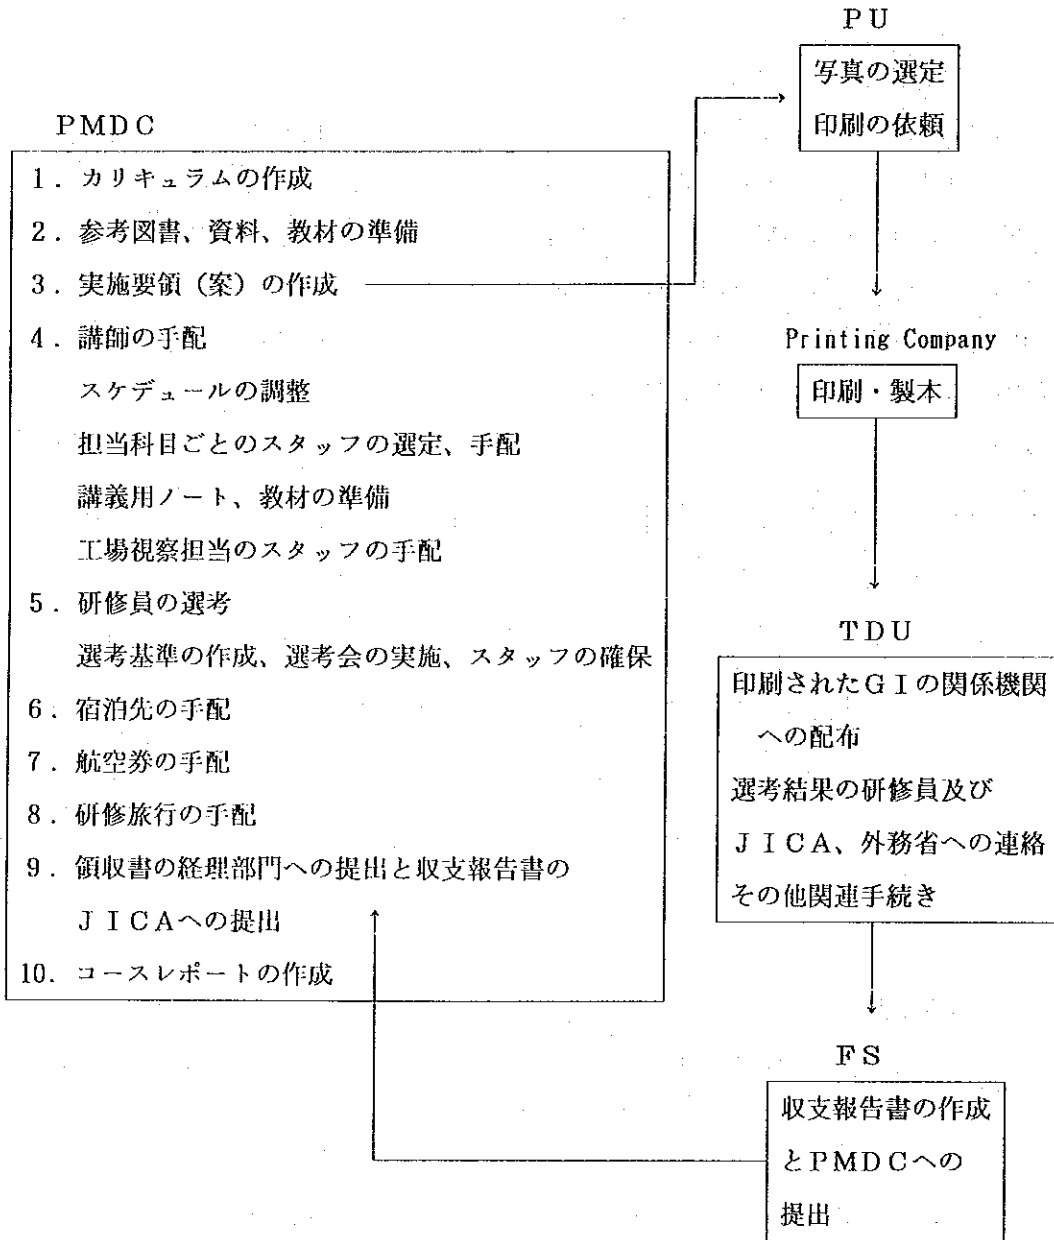 PU
写真の選定
印刷の依頼
PMDC
1．カリキュラムの作成
2．参考図書、資料、教材の準備
3．実施要領（案）の作成
4．講師の手配
スケデュールの調整
担当科目ごとのスタッフの選定、手配
講義用ノート、教材の準備
工場視察担当のスタッフの手配
5．研修員の選考
選考基準の作成、選考会の実施、スタッフの確保
6．宿泊先の手配
7．航空券の手配
8．研修旅行の手配
9．領収書の経理部門への提出と収支報告書の
JICAへの提出
10．コースレポートの作成
Printing Company
印刷・製本
TDU
印刷されたGIの関係機関
への配布
選考結果の研修員及び
JICA、外務省への連絡
その他関連手続き
FS
収支報告書の作成
とPMDCへの
提出